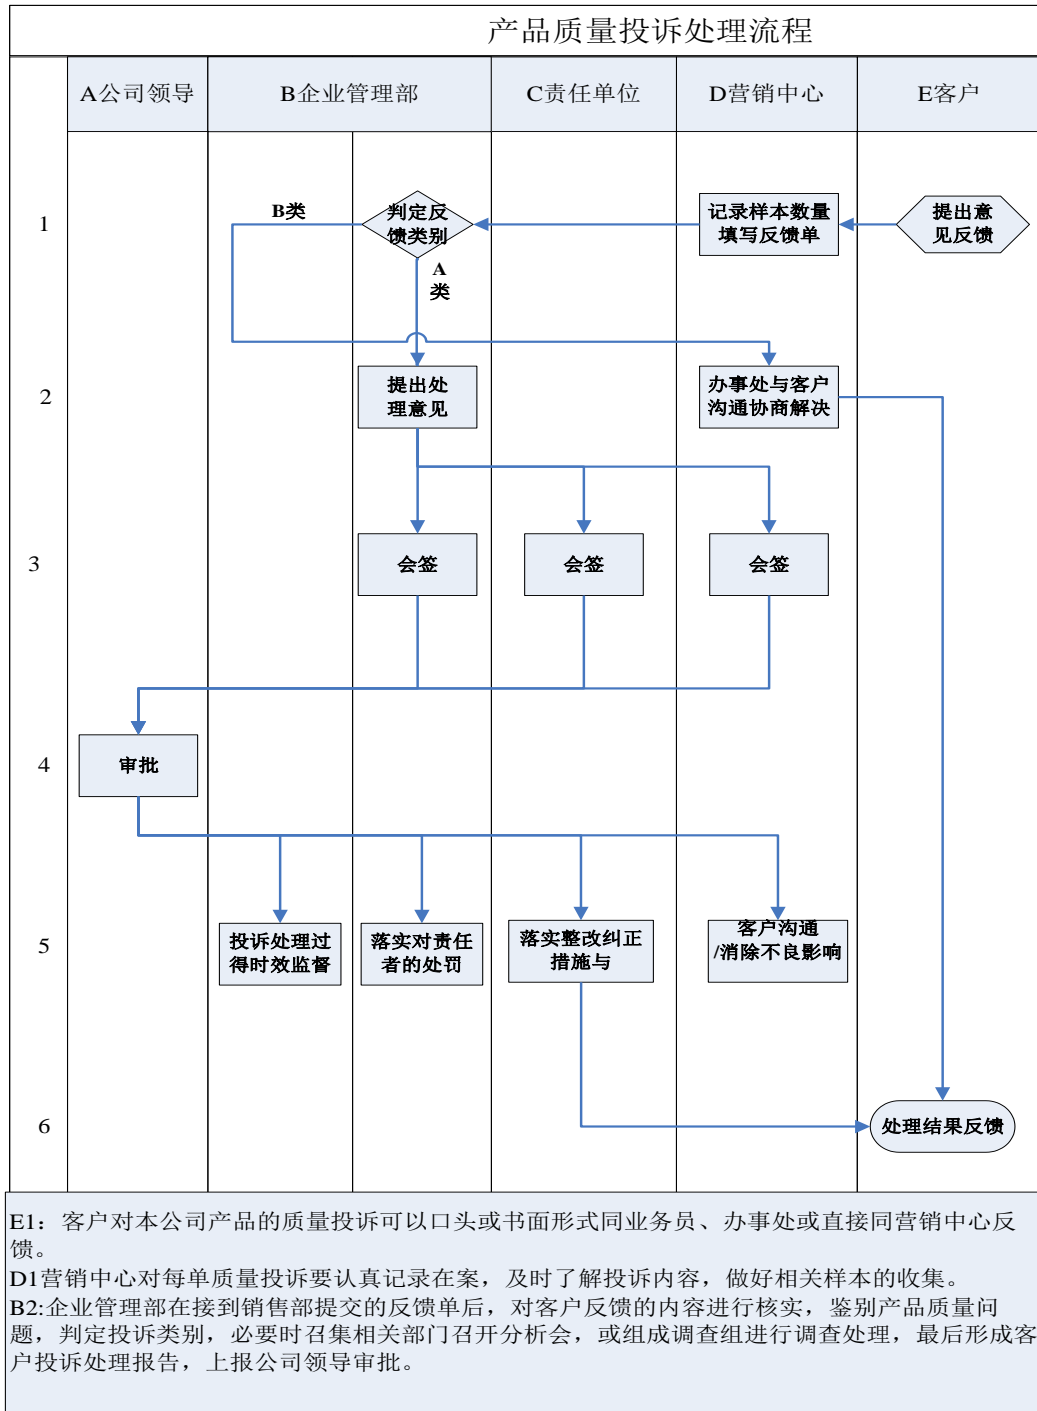 产品质量投诉处理流程
A公司领导
B企业管理部
C责任单位
D营销中心
E客户
1
B类
判定反
馈类别
记录样本数量
填写反馈单
提出意
见反馈
A
类
2
提出处
理意见
办事处与客户
沟通协商解决
3
会签
会签
会签
4
审批
5
投诉处理过
得时效监督
落实对责任
者的处罚
落实整改纠正
措施与
客户沟通
/消除不良影响
6
处理结果反馈
E1：客户对本公司产品的质量投诉可以口头或书面形式同业务员、办事处或直接同营销中心反
馈。
D1营销中心对每单质量投诉要认真记录在案，及时了解投诉内容，做好相关样本的收集。
B2:企业管理部在接到销售部提交的反馈单后，对客户反馈的内容进行核实，鉴别产品质量问
题，判定投诉类别，必要时召集相关部门召开分析会，或组成调查组进行调查处理，最后形成客
户投诉处理报告，上报公司领导审批。